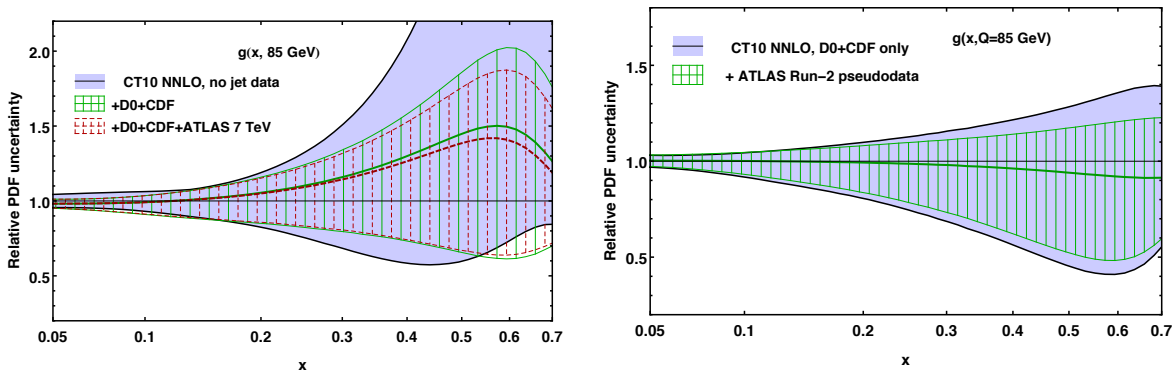 g(x, 85 GeV)
CT10 NNLO, no jet data
+D0+CDF
+D0+CDF+ATLAS 7 TeV
Relative PDF uncertainty
2.0
1.5
1.0
0.5
0.05
0.1
0.2
0.3
0.4
0.5
0.6
0.7
x
g(x,Q=85 GeV)
CT10 NNLO, D0+CDF only
+ ATLAS Run−2 pseudodata
Relative PDF uncertainty
1.5
1.0
0.5
0.05
0.1
0.2
0.3
0.4
0.5
0.6
0.7
x